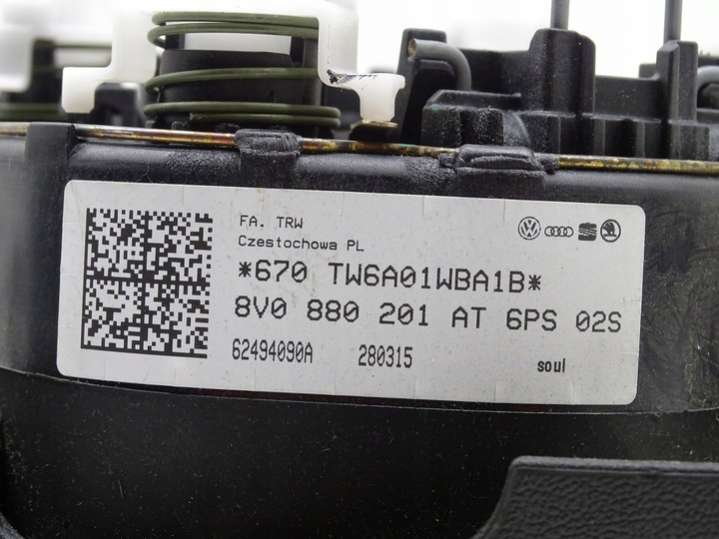 FA. TRW
Czestochowa PL
*670 TW6A01WBA1B*
8V0 880 201 AT 6PS 02S
62494090A 280315 soul